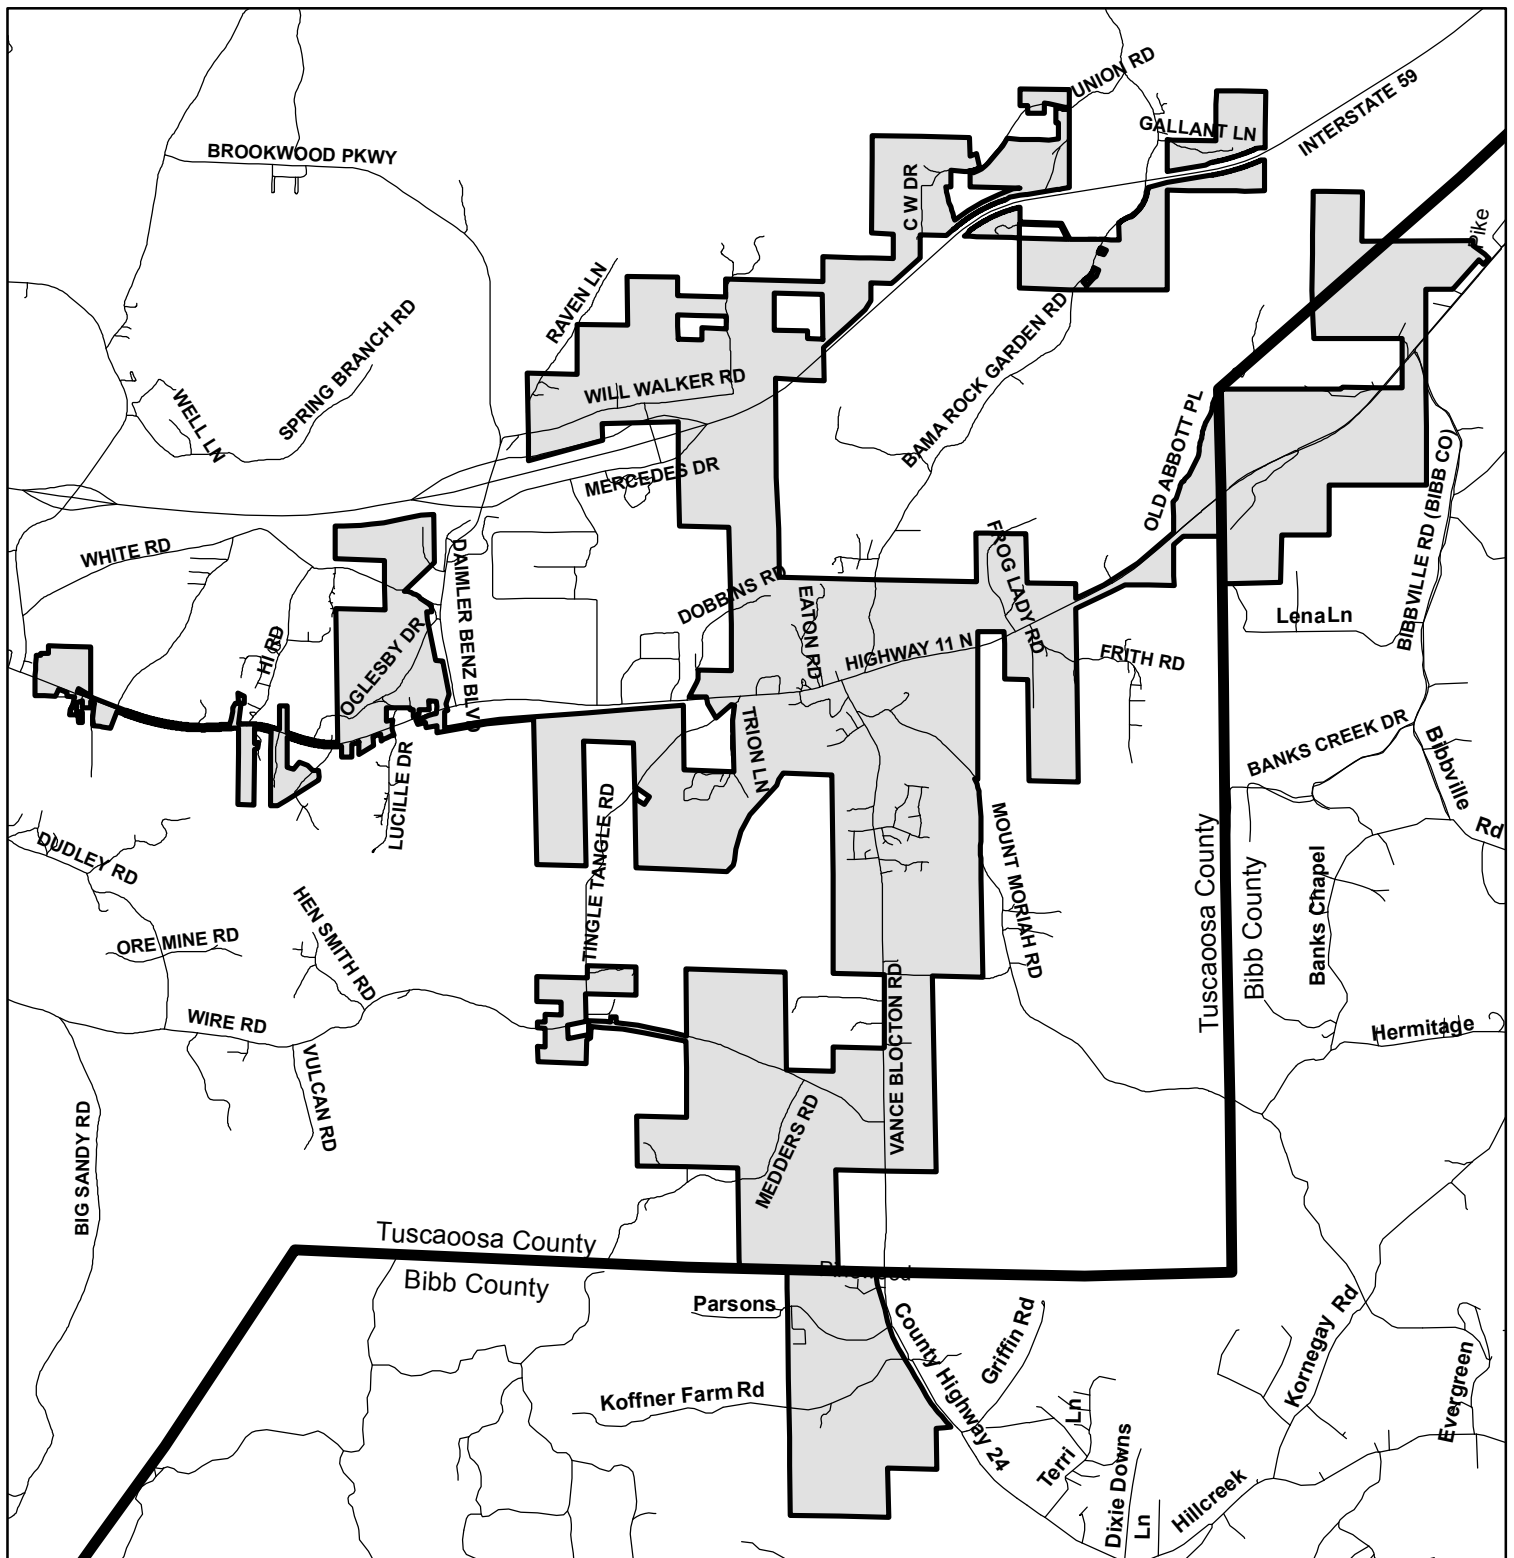 UNION RD
GALLANT LN
INTERSTATE 59
BROOKWOOD PKWY
C W DR
Pike
RAVEN LN
SPRING BRANCH RD
BAMA ROCK GARDEN RD
WILL WALKER RD
WELL LN
OLD ABBOTT PL
MERCEDES DR
BIBBVILLE RD (BIBB CO)
WHITE RD
DAIMLER BENZ BLVD
FROG LADY RD
DOBBINS RD
EATON RD
LenaLn
HI RD
OGLESBY DR
HIGHWAY 11 N
FRITH RD
TRION LN
BANKS CREEK DR
Bibbville
Rd
LUCILLE DR
TINGLE TANGLE RD
MOUNT MORIAH RD
DUDLEY RD
Tuscaoosa County
Bibb County
Banks Chapel
HEN SMITH RD
ORE MINE RD
WIRE RD
VANCE BLOCTON RD
Hermitage
VULCAN RD
BIG SANDY RD
MEDDERS RD
Tuscaoosa County
Bibb County
Pinewood
Parsons
County Highway 24
Griffin Rd
Kornegay Rd
Koffner Farm Rd
Evergreen
Terri
Ln
Dixie Downs
Ln
Hillcreek